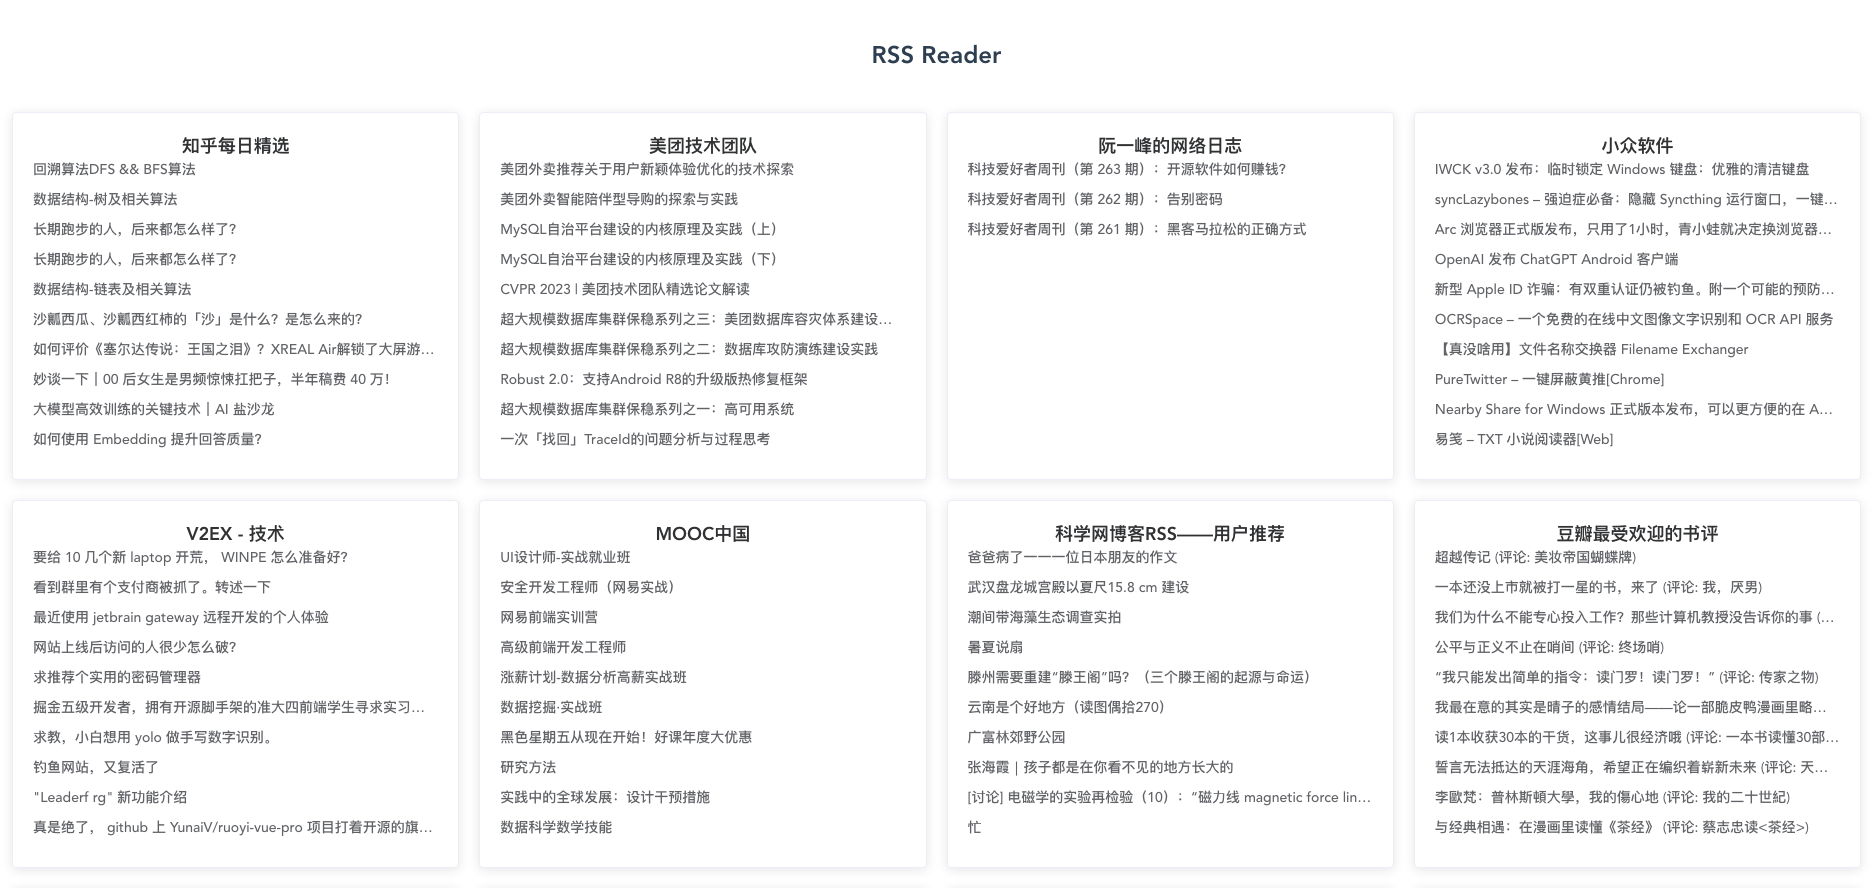 RSS Reader
知乎每日精选
回溯算法DFS && BFS算法
数据结构-树及相关算法
长期跑步的人，后来都怎么样了？
长期跑步的人，后来都怎么样了？
数据结构-链表及相关算法
沙瓤西瓜、沙瓤西红柿的「沙」是什么？是怎么来的？
如何评价《塞尔达传说：王国之泪》？XREAL Air解锁了大屏游…
妙谈一下｜00 后女生是男频惊悚扛把子，半年稿费 40 万！
大模型高效训练的关键技术｜AI 盐沙龙
如何使用 Embedding 提升回答质量？
美团技术团队
美团外卖推荐关于用户新颖体验优化的技术探索
美团外卖智能陪伴型导购的探索与实践
MySQL自治平台建设的内核原理及实践（上）
MySQL自治平台建设的内核原理及实践（下）
CVPR 2023 | 美团技术团队精选论文解读
超大规模数据库集群保稳系列之三：美团数据库容灾体系建设…
超大规模数据库集群保稳系列之二：数据库攻防演练建设实践
Robust 2.0：支持Android R8的升级版热修复框架
超大规模数据库集群保稳系列之一：高可用系统
一次「找回」TraceId的问题分析与过程思考
阮一峰的网络日志
科技爱好者周刊（第 263 期）：开源软件如何赚钱？
科技爱好者周刊（第 262 期）：告别密码
科技爱好者周刊（第 261 期）：黑客马拉松的正确方式
小众软件
IWCK v3.0 发布：临时锁定 Windows 键盘：优雅的清洁键盘
syncLazybones – 强迫症必备：隐藏 Syncthing 运行窗口，一键…
Arc 浏览器正式版发布，只用了1小时，青小蛙就决定换浏览器…
OpenAI 发布 ChatGPT Android 客户端
新型 Apple ID 诈骗：有双重认证仍被钓鱼。附一个可能的预防…
OCRSpace – 一个免费的在线中文图像文字识别和 OCR API 服务
【真没啥用】文件名称交换器 Filename Exchanger
PureTwitter – 一键屏蔽黄推[Chrome]
Nearby Share for Windows 正式版本发布，可以更方便的在 A…
易笺 – TXT 小说阅读器[Web]
V2EX - 技术
要给 10 几个新 laptop 开荒， WINPE 怎么准备好？
看到群里有个支付商被抓了。转述一下
最近使用 jetbrain gateway 远程开发的个人体验
网站上线后访问的人很少怎么破？
求推荐个实用的密码管理器
掘金五级开发者，拥有开源脚手架的准大四前端学生寻求实习…
求教，小白想用 yolo 做手写数字识别。
钓鱼网站，又复活了
"Leaderf rg" 新功能介绍
真是绝了， github 上 YunaiV/ruoyi-vue-pro 项目打着开源的旗…
MOOC中国
UI设计师-实战就业班
安全开发工程师（网易实战）
网易前端实训营
高级前端开发工程师
涨薪计划-数据分析高薪实战班
数据挖掘·实战班
黑色星期五从现在开始！好课年度大优惠
研究方法
实践中的全球发展：设计干预措施
数据科学数学技能
科学网博客RSS——用户推荐
爸爸病了一一一位日本朋友的作文
武汉盘龙城宫殿以夏尺15.8 cm 建设
潮间带海藻生态调查实拍
暑夏说扇
滕州需要重建“滕王阁”吗？（三个滕王阁的起源与命运）
云南是个好地方（读图偶拾270）
广富林郊野公园
张海霞｜孩子都是在你看不见的地方长大的
[讨论] 电磁学的实验再检验（10）：“磁力线 magnetic force lin…
忙
豆瓣最受欢迎的书评
超越传记 (评论: 美妆帝国蝴蝶牌)
一本还没上市就被打一星的书，来了 (评论: 我，厌男)
我们为什么不能专心投入工作？那些计算机教授没告诉你的事 (…
公平与正义不止在哨间 (评论: 终场哨)
“我只能发出简单的指令：读门罗！读门罗！” (评论: 传家之物)
我最在意的其实是晴子的感情结局——论一部脆皮鸭漫画里略…
读1本收获30本的干货，这事儿很经济哦 (评论: 一本书读懂30部…
誓言无法抵达的天涯海角，希望正在编织着崭新未来 (评论: 天…
李歐梵：普林斯頓大學，我的傷心地 (评论: 我的二十世紀)
与经典相遇：在漫画里读懂《茶经》 (评论: 蔡志忠读<茶经>)